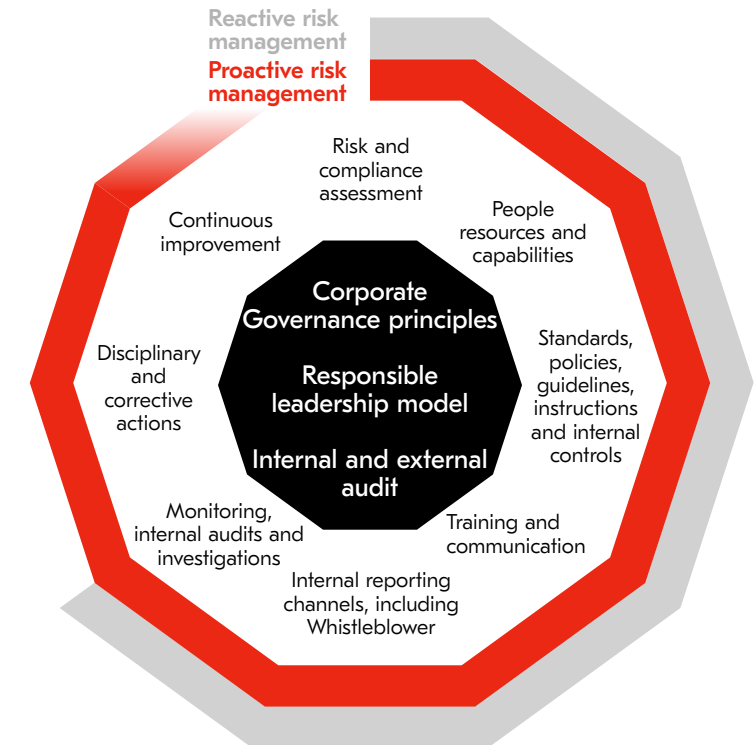 Reactive risk
management
Proactive risk
management
Risk and
compliance
assessment
People
resources and
capabilities
Standards,
policies,
guidelines,
instructions
and internal
controls
Training and
communication
Internal reporting
channels, including
Whistleblower
Monitoring,
internal audits and
investigations
Disciplinary
and
corrective
actions
Continuous
improvement
Corporate
Governance principles
Responsible
leadership model
Internal and external
audit